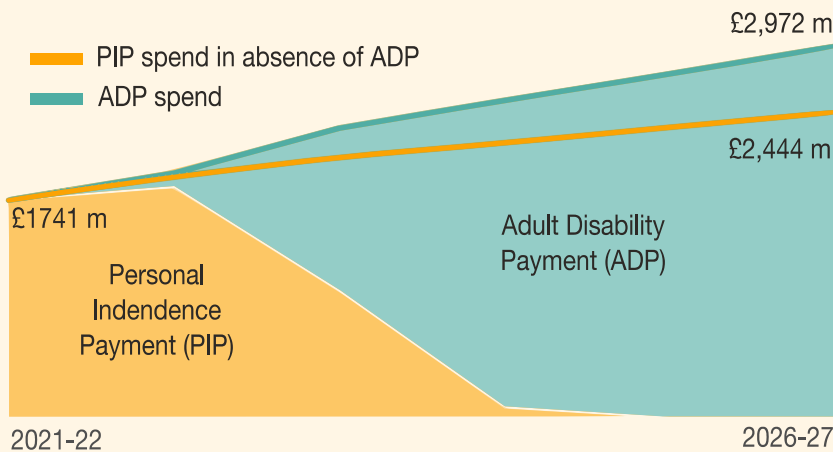 £2,972 m
PIP spend in absence of ADP
ADP spend
£2,444 m
£1741 m
Adult Disability
Payment (ADP)
Personal
Indendence
Payment (PIP)
2021-22
2026-27